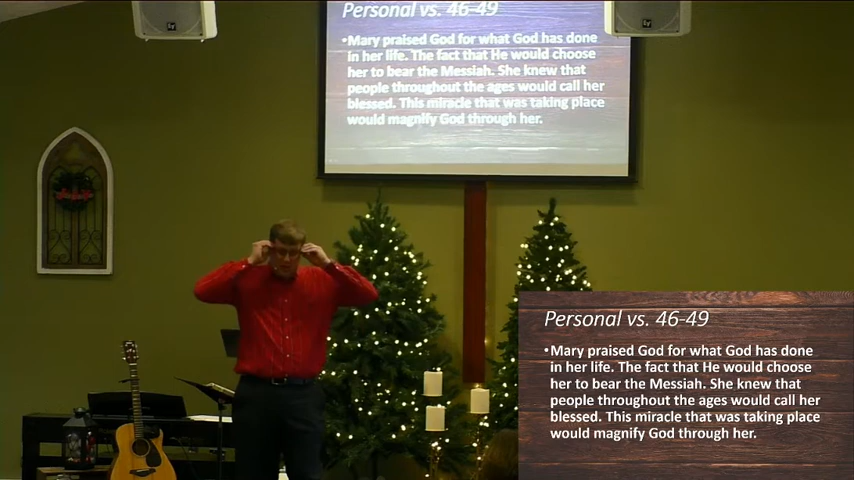 Personal vs. 46-49
•Mary praised God for what God has done
in her life. The fact that He would choose
her to bear the Messiah. She knew that
people throughout the ages would call her
blessed. This miracle that was taking place
would magnify God through her.
Personal vs. 46-49
•Mary praised God for what God has done
in her life. The fact that He would choose
her to bear the Messiah. She knew that
people throughout the ages would call her
blessed. This miracle that was taking place
would magnify God through her.